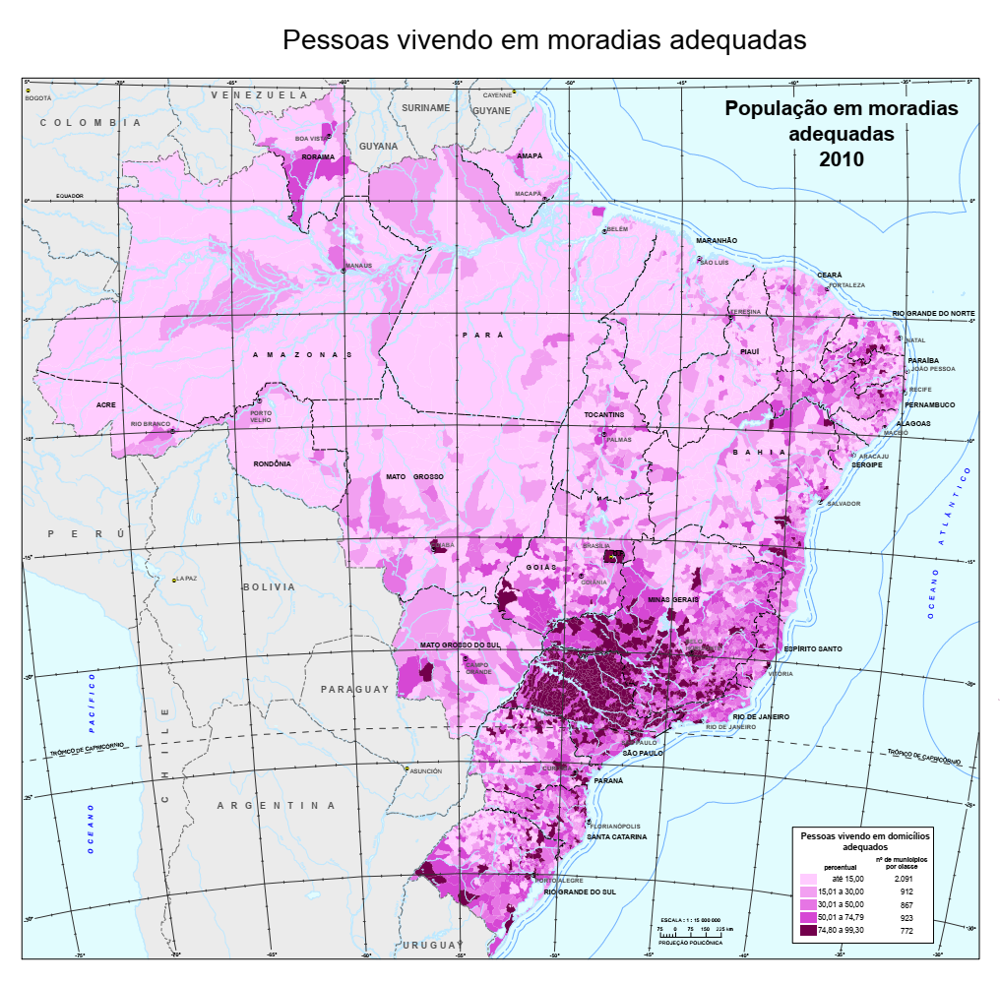 Pessoas vivendo em moradias adequadas
População em moradias
adequadas
2010
BOGOTÁ
COLOMBIA
VENEZUELA
CAYENNE
SURINAME
GUYANE
GUYANA
BOA VISTA
RORAIMA
AMAPÁ
MACAPÁ
EQUADOR
BELÉM
MARANHÃO
SÃO LUÍS
MANAUS
CEARÁ
FORTALEZA
RIO GRANDE DO NORTE
TERESINA
NATAL
PARÁ
AMAZONAS
PIAUÍ
PARAÍBA
JOÃO PESSOA
RECIFE
PERNAMBUCO
ACRE
RIO BRANCO
PORTO
VELHO
TOCANTINS
PALMAS
ALAGOAS
MACEIÓ
BAHIA
ARACAJU
SERGIPE
RONDÔNIA
MATO GROSSO
SALVADOR
PERÚ
BRASÍLIA
GOIÁS
GOIÂNIA
LA PAZ
BOLIVIA
MINAS GERAIS
OCEANO ATLÂNTICO
MATO GROSSO DO SUL
CAMPO
GRANDE
BELO
ESPÍRITO SANTO
VITÓRIA
PARAGUAY
RIO DE JANEIRO
RIO DE JANEIRO
PAULO
SÃO PAULO
TRÓPICO DE CAPRICÓRNIO
TRÓPICO DE CAPRICÓRNIO
OCEANO PACÍFICO
CHILE
ASUNCIÓN
PARANÁ
ARGENTINA
FLORIANÓPOLIS
SANTA CATARINA
PORTO ALEGRE
RIO GRANDE DO SUL
URUGUAY
Pessoas vivendo em domicílios
adequados
percentual nº de municípios por classe
até 15,00 2.091
15,01 a 30,00 912
30,01 a 50,00 867
50,01 a 74,79 923
74,80 a 99,30 772
ESCALA : 1 : 15 000 000
75 0 75 150 225 km
PROJEÇÃO POLICÔNICA